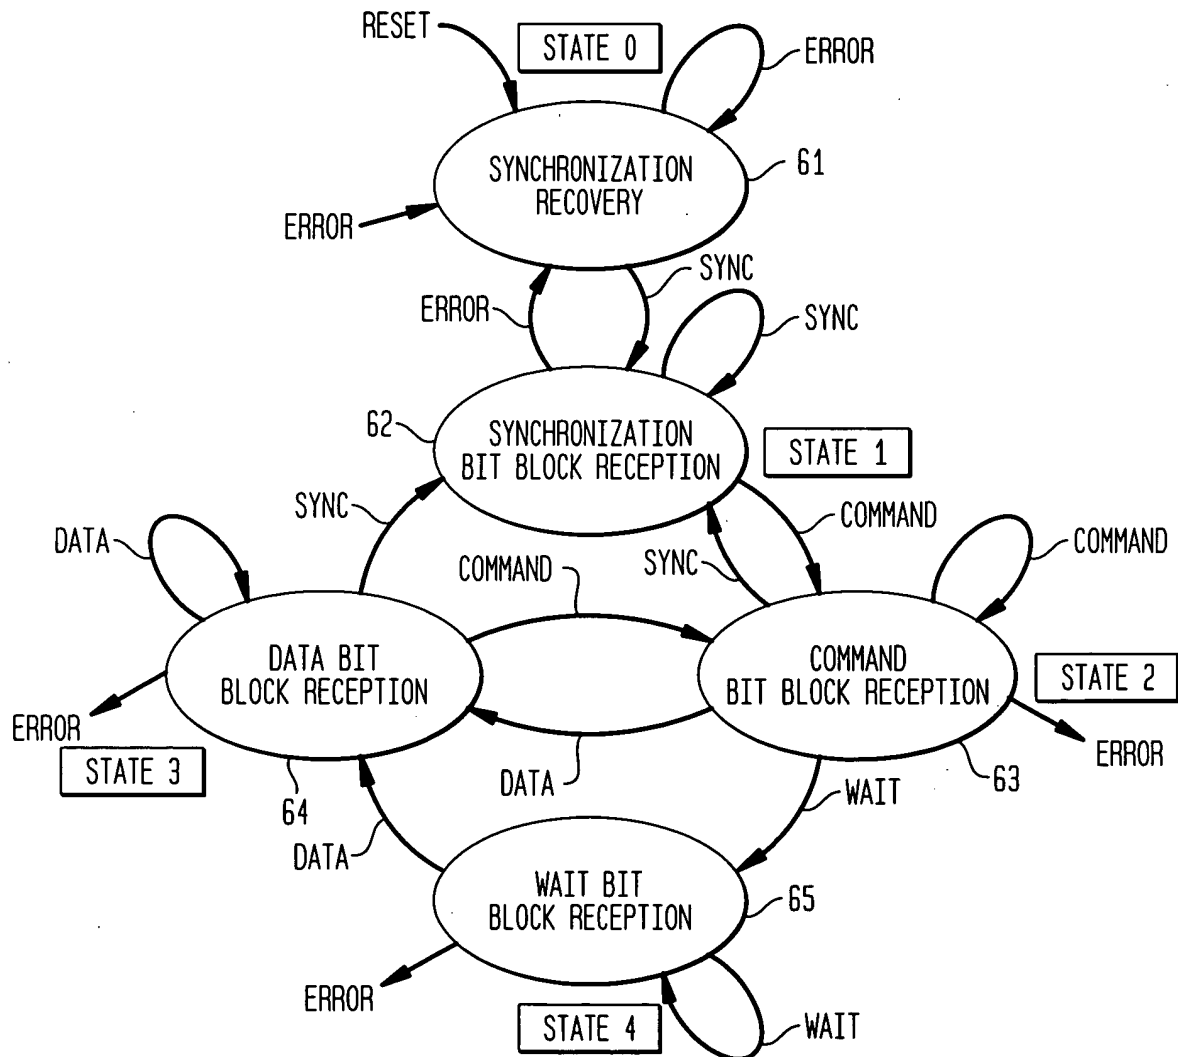 RESET
STATE 0
ERROR
SYNCHRONIZATION
RECOVERY
61
ERROR
SYNC
ERROR
SYNC
62
SYNCHRONIZATION
BIT BLOCK RECEPTION
STATE 1
SYNC
COMMAND
DATA
COMMAND
SYNC
COMMAND
DATA BIT
BLOCK RECEPTION
COMMAND
BIT BLOCK RECEPTION
STATE 2
ERROR
STATE 3
64
DATA
63
ERROR
WAIT
DATA
WAIT BIT
BLOCK RECEPTION
65
ERROR
STATE 4
WAIT